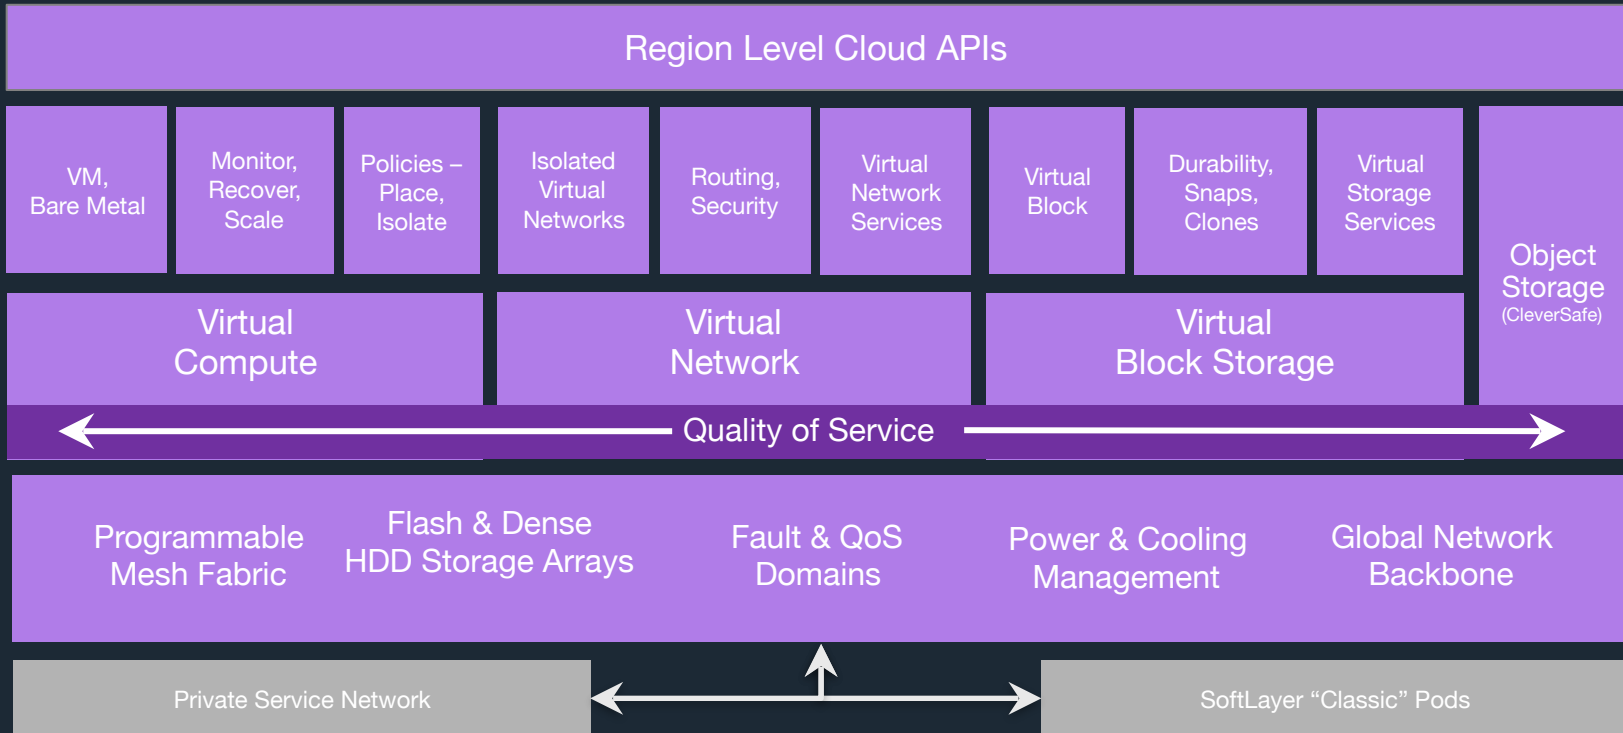 Region Level Cloud APIs
VM,
Bare Metal
Monitor,
Recover,
Scale
Policies –
Place,
Isolate
Isolated
Virtual
Networks
Routing,
Security
Virtual
Network
Services
Virtual
Block
Durability,
Snaps,
Clones
Virtual
Storage
Services
Object
Storage
(CleverSafe)
Virtual
Compute
Virtual
Network
Virtual
Block Storage
Quality of Service
Programmable
Mesh Fabric
Flash & Dense
HDD Storage Arrays
Fault & QoS
Domains
Power & Cooling
Management
Global Network
Backbone
Private Service Network
SoftLayer “Classic” Pods